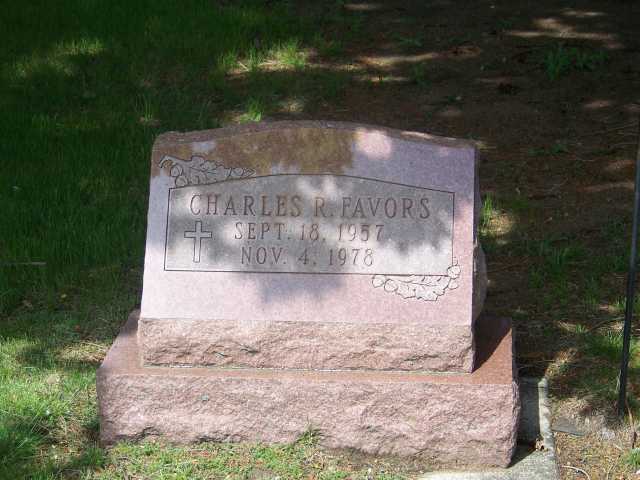 CHARLES R. FAVORS
SEPT. 18, 1957
NOV. 4, 1978